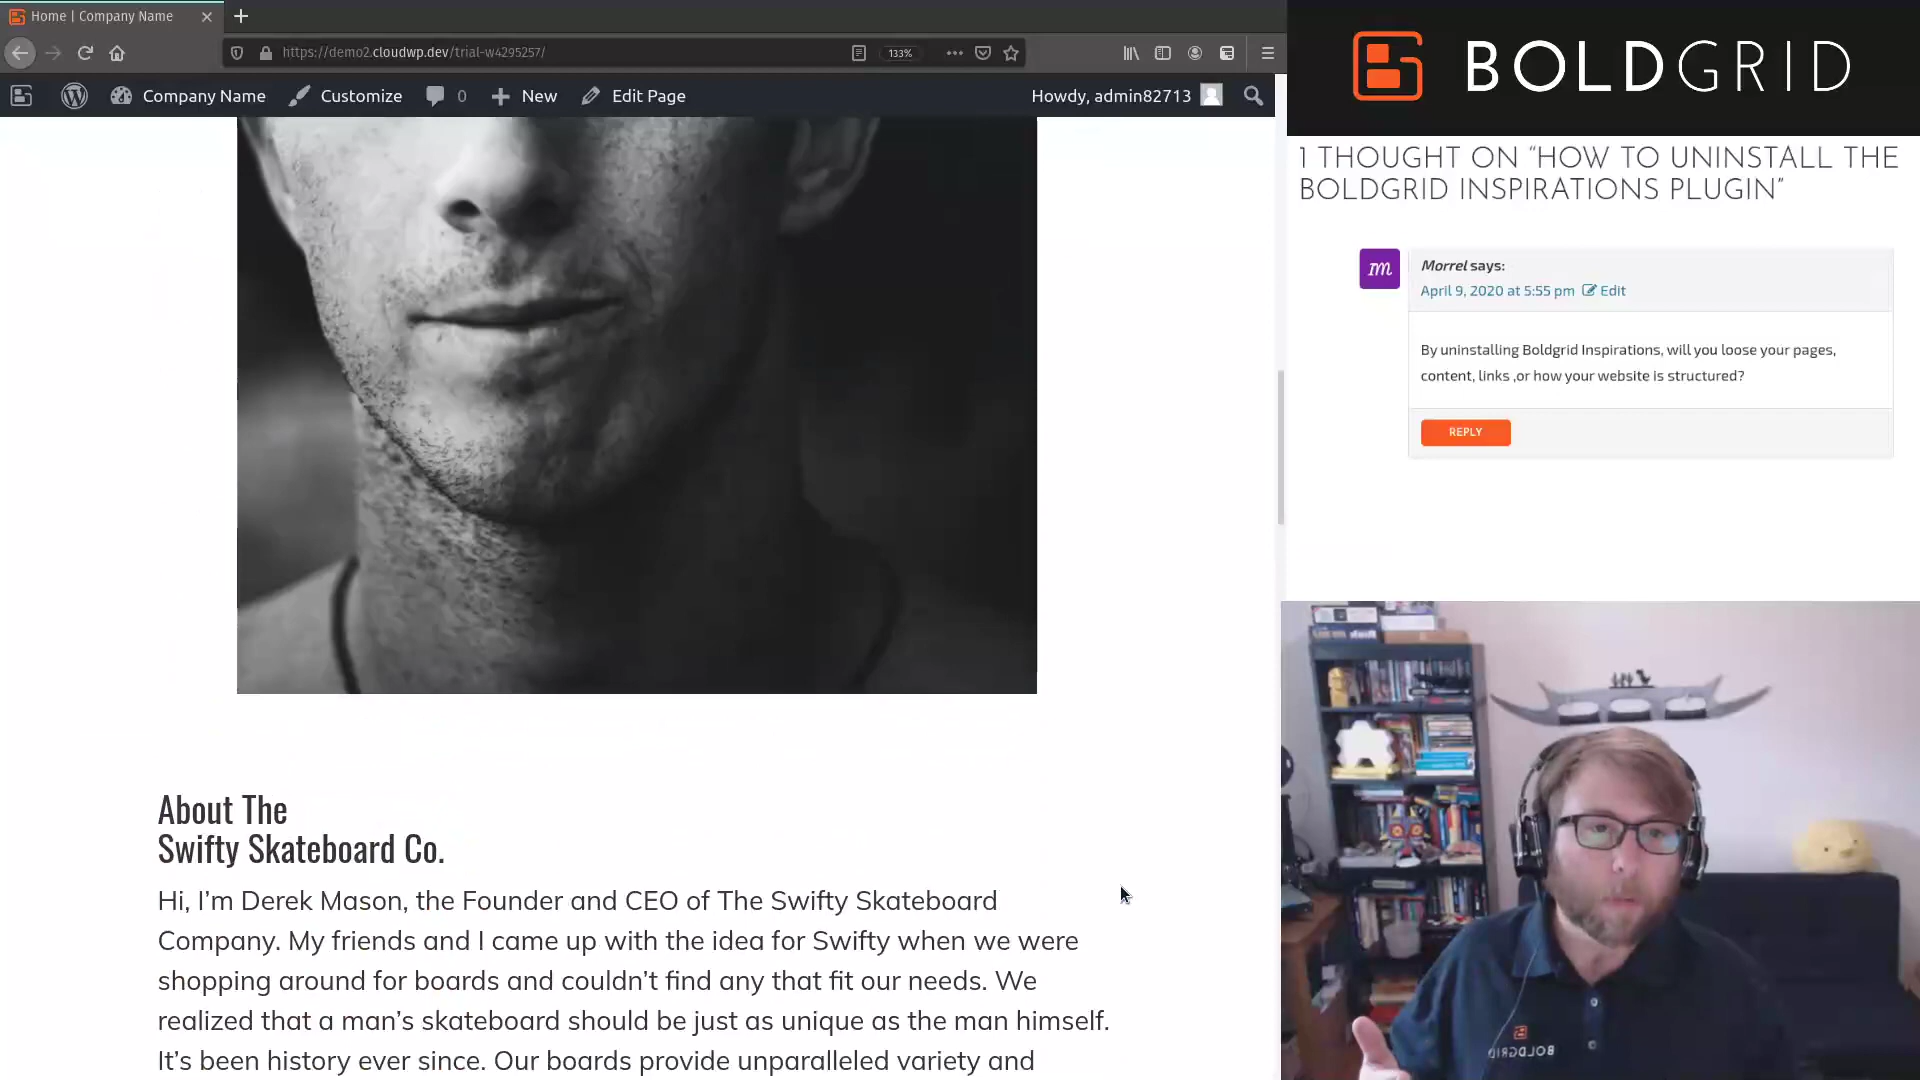 Home | Company Name
https://demo2.cloudwp.dev/trial-w4295257/
133%
Company Name
Customize
0
New
Edit Page
Howdy, admin82713
About The
Swifty Skateboard Co.
Hi, I’m Derek Mason, the Founder and CEO of The Swifty Skateboard
Company. My friends and I came up with the idea for Swifty when we were
shopping around for boards and couldn’t find any that fit our needs. We
realized that a man’s skateboard should be just as unique as the man himself.
It’s been history ever since. Our boards provide unparalleled variety and
BOLDGRID
1 THOUGHT ON “HOW TO UNINSTALL THE
BOLDGRID INSPIRATIONS PLUGIN”
m
Morrel says:
April 9, 2020 at 5:55 pm Edit
By uninstalling Boldgrid Inspirations, will you loose your pages,
content, links ,or how your website is structured?
REPLY
BOLDGRID